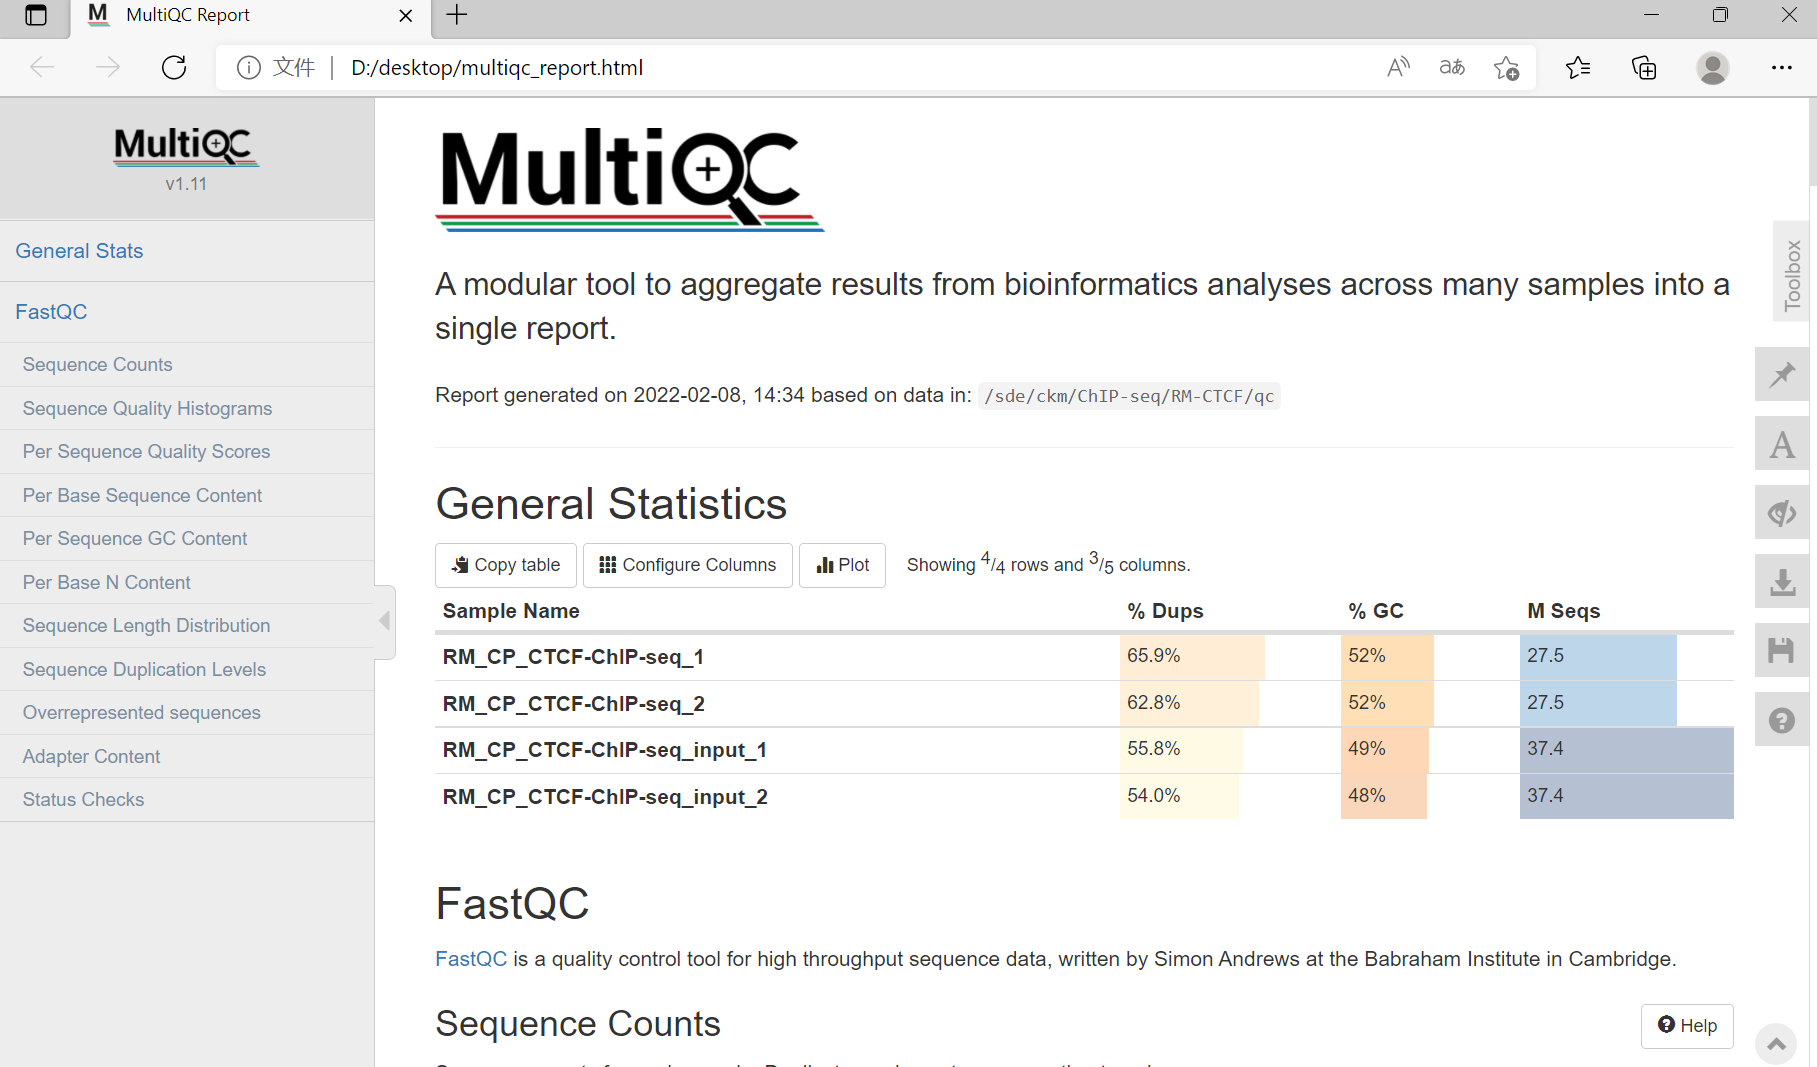 MultiQC Report
文件
D:/desktop/multiqc_report.html
aあ
MultiQC
v1.11
General Stats
FastQC
Sequence Counts
Sequence Quality Histograms
Per Sequence Quality Scores
Per Base Sequence Content
Per Sequence GC Content
Per Base N Content
Sequence Length Distribution
Sequence Duplication Levels
Overrepresented sequences
Adapter Content
Status Checks
MultiQC
A modular tool to aggregate results from bioinformatics analyses across many samples into a
single report.
Report generated on 2022-02-08, 14:34 based on data in: /sde/ckm/ChIP-seq/RM-CTCF/qc
General Statistics
Copy table Configure Columns Plot Showing 4/4 rows and 3/5 columns.
Sample Name % Dups % GC M Seqs
RM_CP_CTCF-ChIP-seq_1 65.9% 52% 27.5
RM_CP_CTCF-ChIP-seq_2 62.8% 52% 27.5
RM_CP_CTCF-ChIP-seq_input_1 55.8% 49% 37.4
RM_CP_CTCF-ChIP-seq_input_2 54.0% 48% 37.4
FastQC
FastQC is a quality control tool for high throughput sequence data, written by Simon Andrews at the Babraham Institute in Cambridge.
Sequence Counts
Help
Toolbox
A